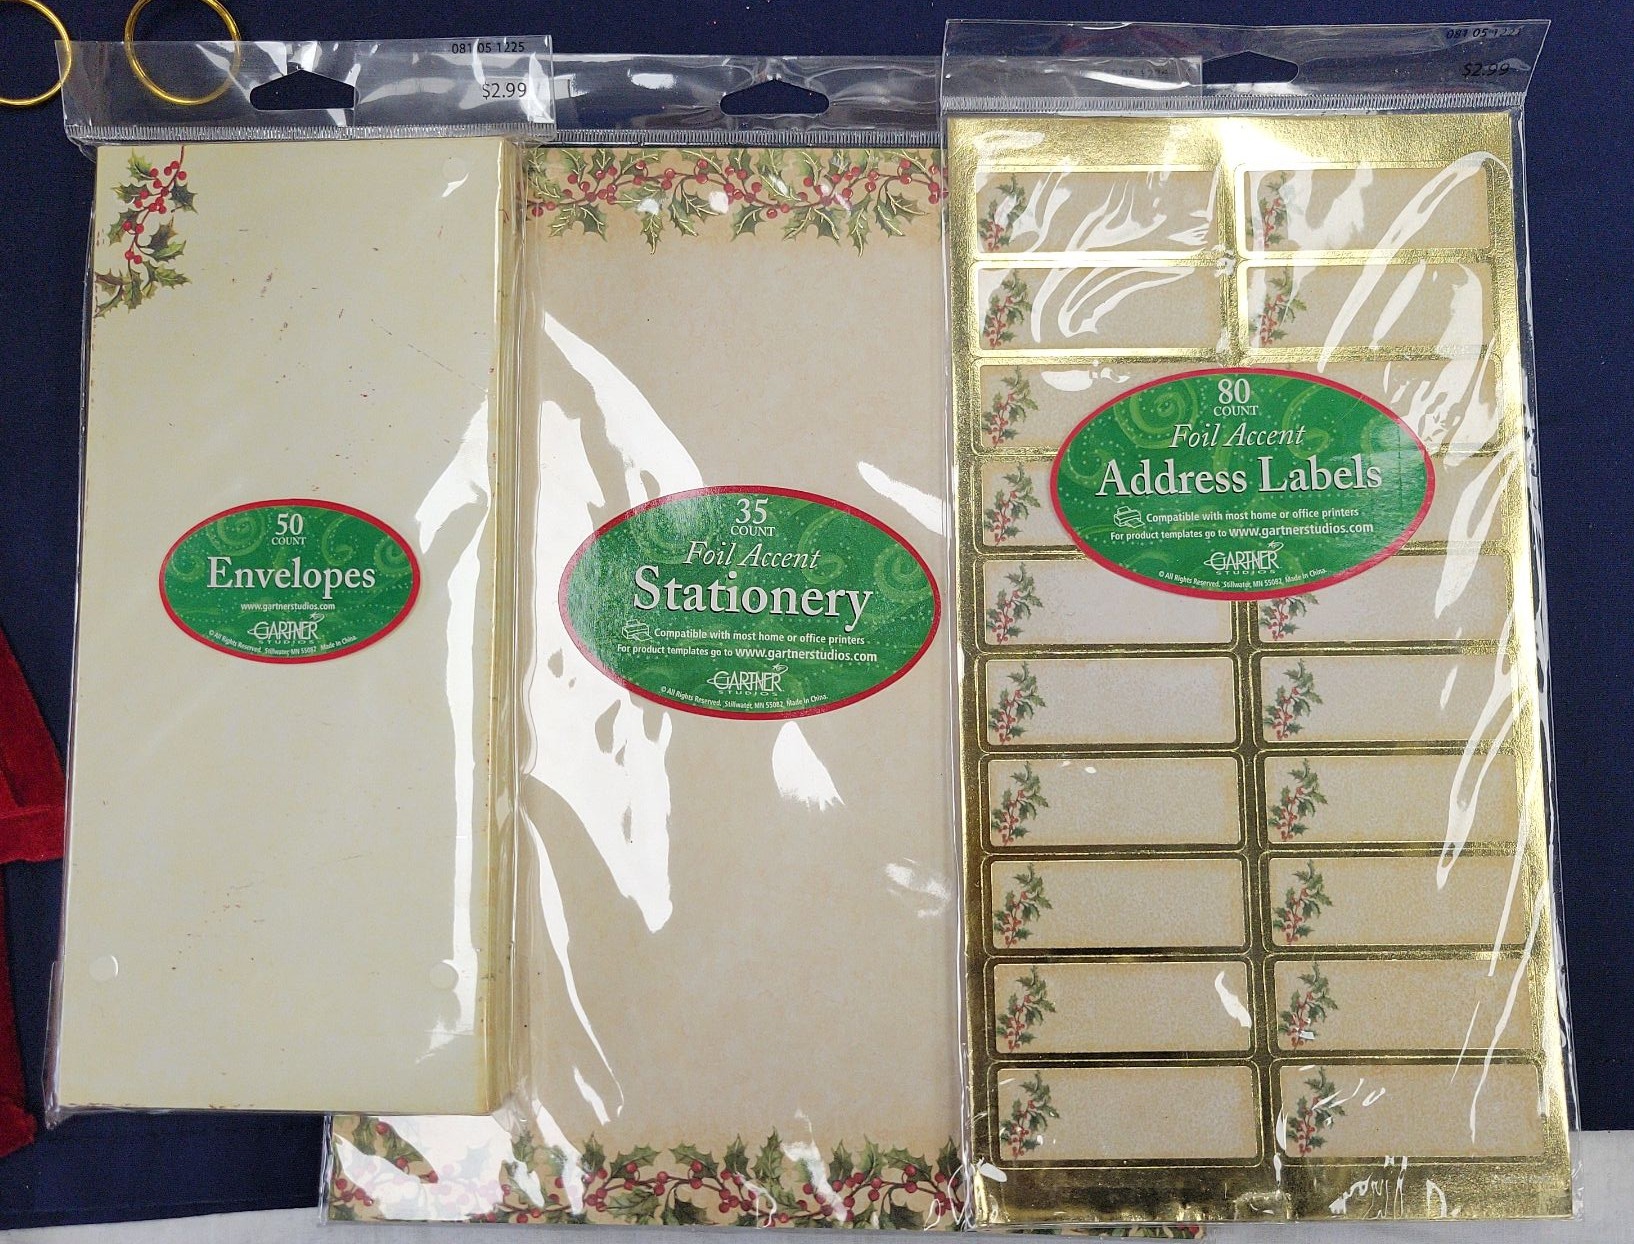 081 05 1225
$2.99
50
COUNT
Envelopes
www.gartnerstudios.com
GARTNER
STUDIOS
© All Rights Reserved. Stillwater, MN 55082 Made in China.
35
COUNT
Foil Accent
Stationery
Compatible with most home or office printers
For product templates go to www.gartnerstudios.com
GARTNER
STUDIOS
© All Rights Reserved. Stillwater, MN 55082. Made in China.
081 05
$2.99
80
COUNT
Foil Accent
Address Labels
Compatible with most home or office printers
For product templates go to www.gartnerstudios.com
GARTNER
STUDIOS
© All Rights Reserved. Stillwater, MN 55082. Made in China.